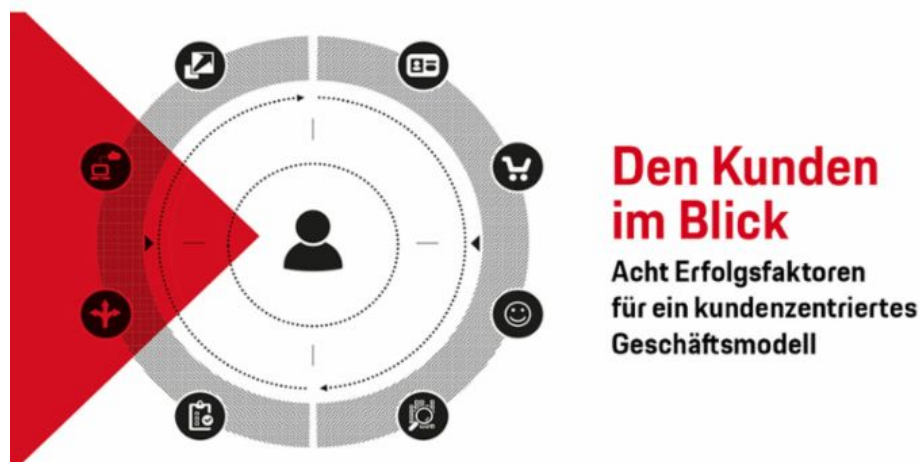 Den Kunden
im Blick
Acht Erfolgsfaktoren
für ein kundenzentriertes
Geschäftsmodell